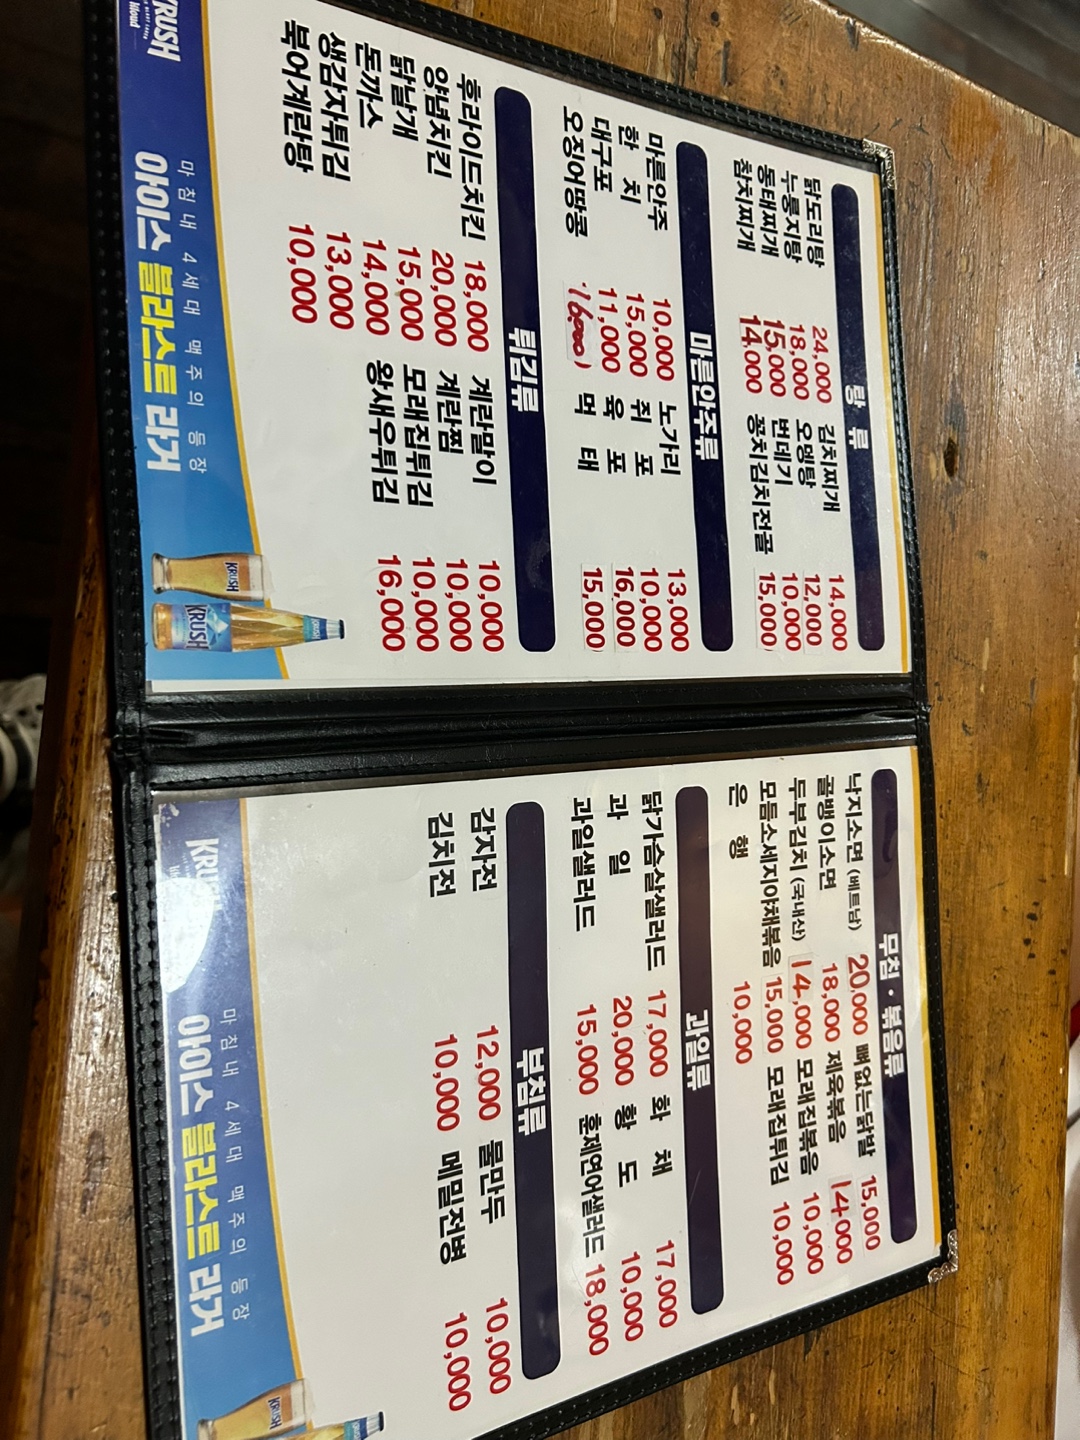 탕 류
닭도리탕 24,000 김치찌개 14,000
누룽지탕 18,000 오뎅탕 12,000
동태찌개 15,000 번데기 10,000
참치찌개 14,000 꽁치김치전골 15,000
마른안주류
마른안주 10,000 노가리 13,000
한 치 15,000 쥐 포 10,000
대구포 11,000 육 포 16,000
오징어땅콩 16,000 먹 태 15,000
튀김류
후라이드치킨 18,000 계란말이 10,000
양념치킨 20,000 계란찜 10,000
닭날개 15,000 모래집튀김 10,000
돈까스 14,000 왕새우튀김 16,000
생감자튀김 13,000
북어계란탕 10,000
KRUSH
마침내 4세대 맥주의 등장
아이스 블라스트 라거
KRUSH
KRUSH
무침 · 볶음류
낙지소면 (베트남) 20,000 뼈없는닭발 15,000
골뱅이소면 18,000 제육볶음 14,000
두부김치 (국내산) 14,000 모래집볶음 10,000
모듬소세지야채볶음 15,000 모래집튀김 10,000
은 행 10,000
과일류
닭가슴살샐러드 17,000 화 채 17,000
과 일 20,000 황 도 10,000
과일샐러드 15,000 훈제연어샐러드 18,000
부침류
감자전 12,000 물만두 10,000
김치전 10,000 메밀전병 10,000
마침내 4세대 맥주의 등장
아이스 블라스트 라거
KRUSH